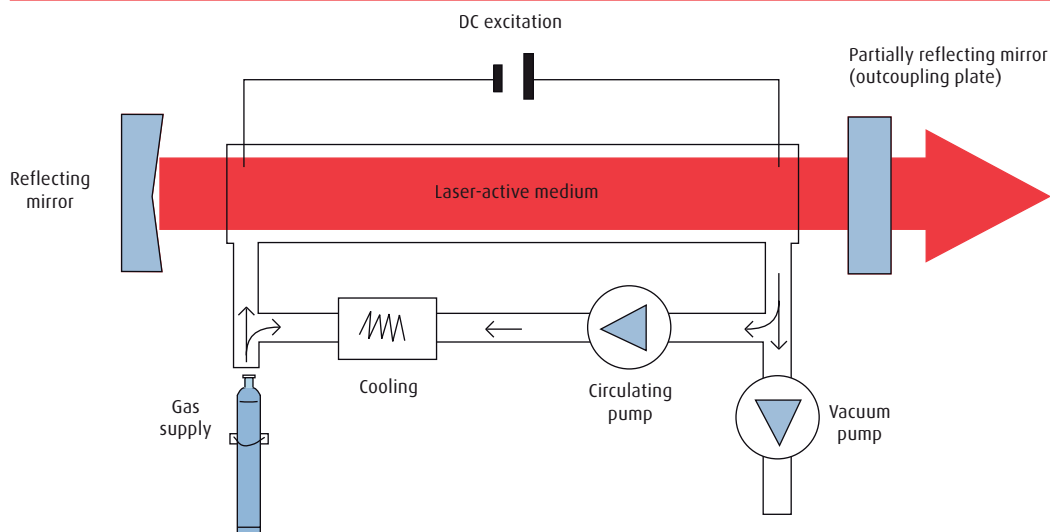 DC excitation
Partially reflecting mirror
(outcoupling plate)
Reflecting
mirror
Laser-active medium
Cooling
Circulating
pump
Gas
supply
Vacuum
pump